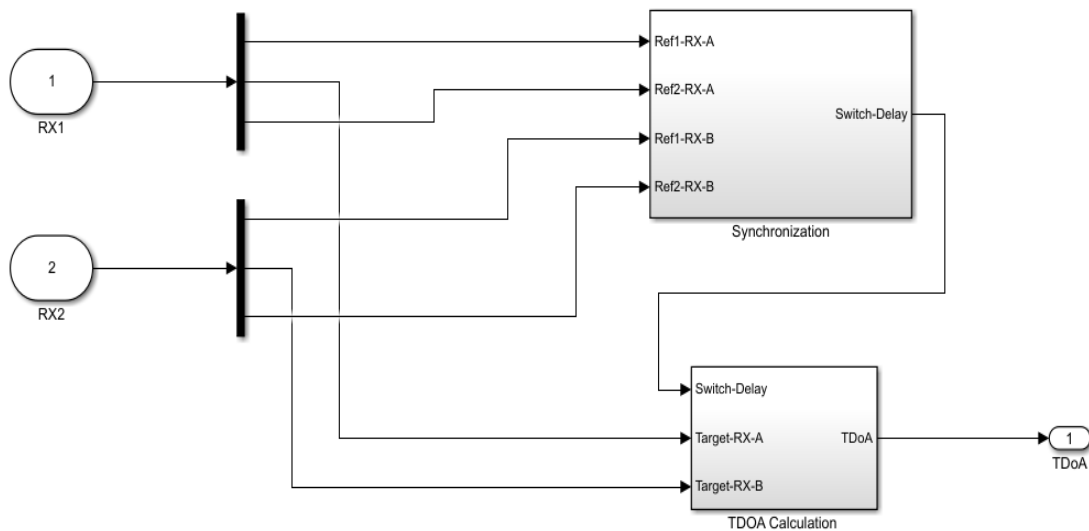 1
RX1
2
RX2
Ref1-RX-A
Ref2-RX-A
Ref1-RX-B
Ref2-RX-B
Switch-Delay
Synchronization
Switch-Delay
Target-RX-A
Target-RX-B
TDoA
TDOA Calculation
1
TDoA